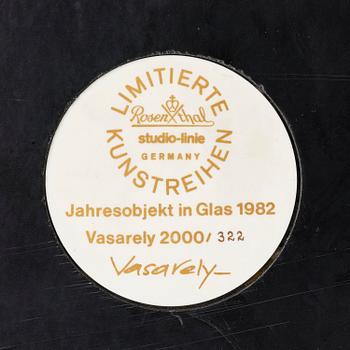 LIMITIERTE
Rosenthal
studio-linie
GERMANY
KUNSTREIHEN
Jahresobjekt in Glas 1982
Vasarely 2000/ 322
Vasarely